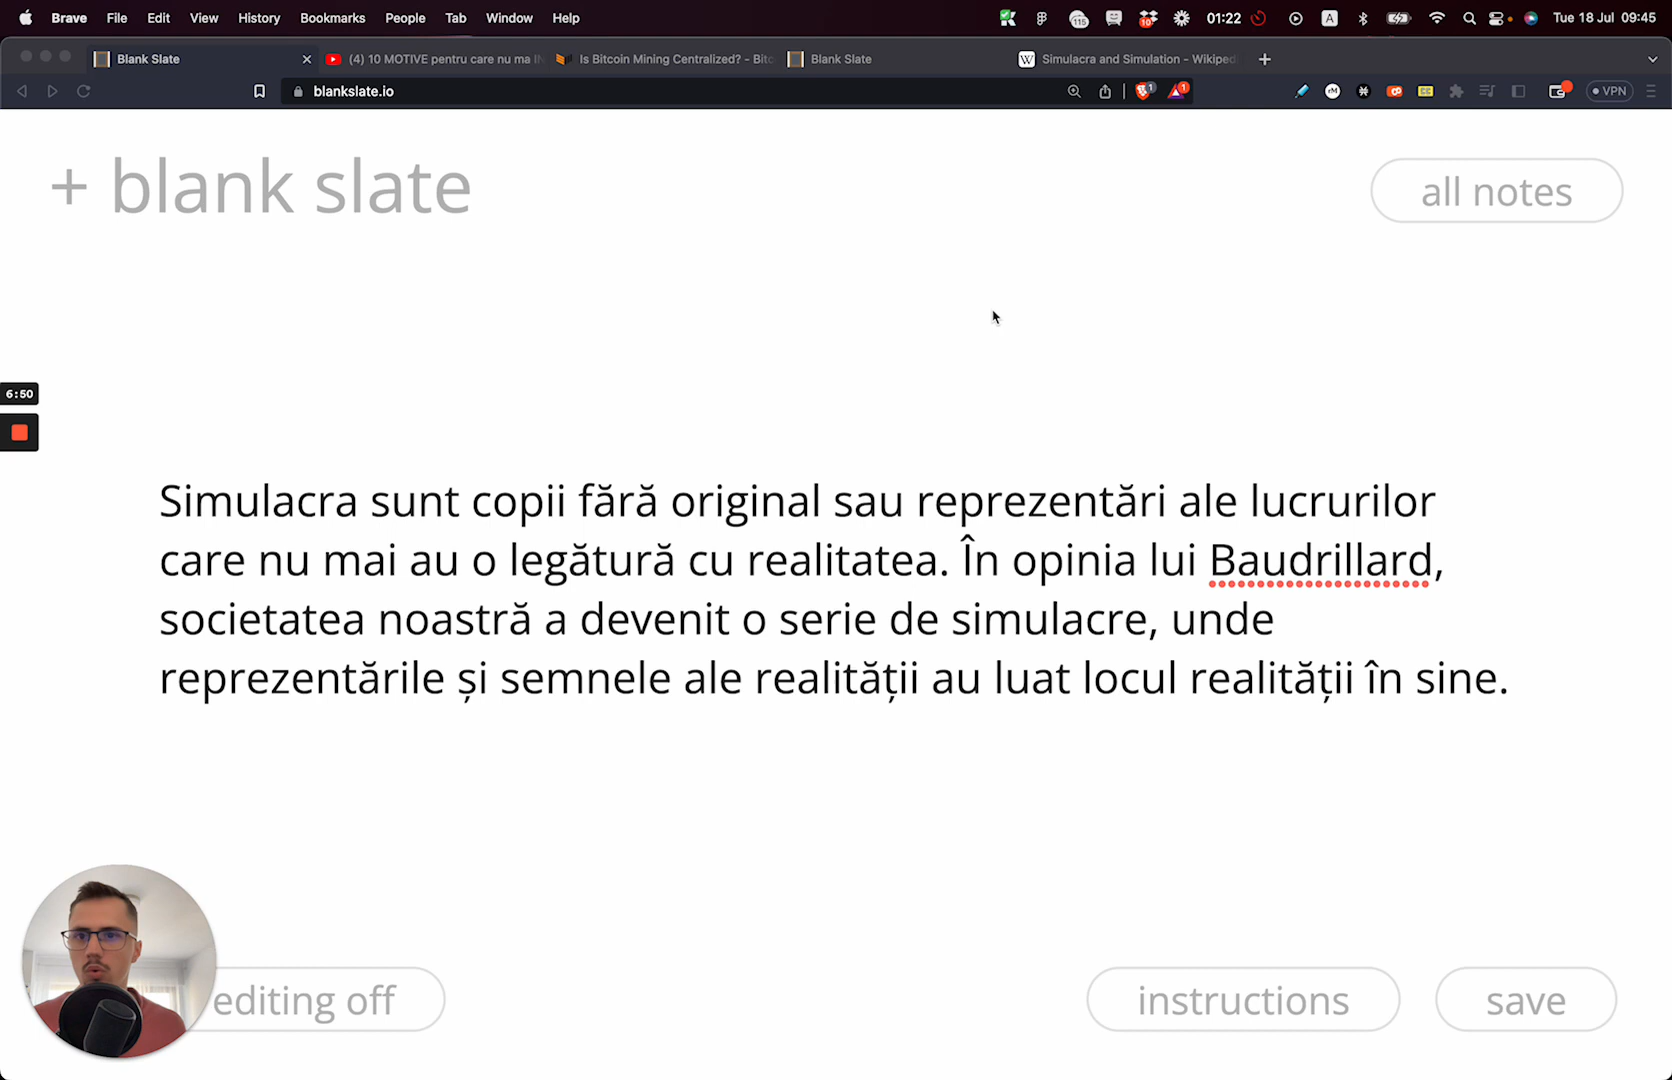 Brave File Edit View History Bookmarks People Tab Window Help 115 10 01:22 A Tue 18 Jul 09:45
Blank Slate (4) 10 MOTIVE pentru care nu ma Is Bitcoin Mining Centralized? - Bitc Blank Slate W Simulacra and Simulation - Wikiped
blankslate.io 1 1 VPN
+ blank slate
all notes
6:50
Simulacra sunt copii fără original sau reprezentări ale lucrurilor
care nu mai au o legătură cu realitatea. În opinia lui Baudrillard,
societatea noastră a devenit o serie de simulacre, unde
reprezentările și semnele ale realității au luat locul realității în sine.
editing off
instructions
save